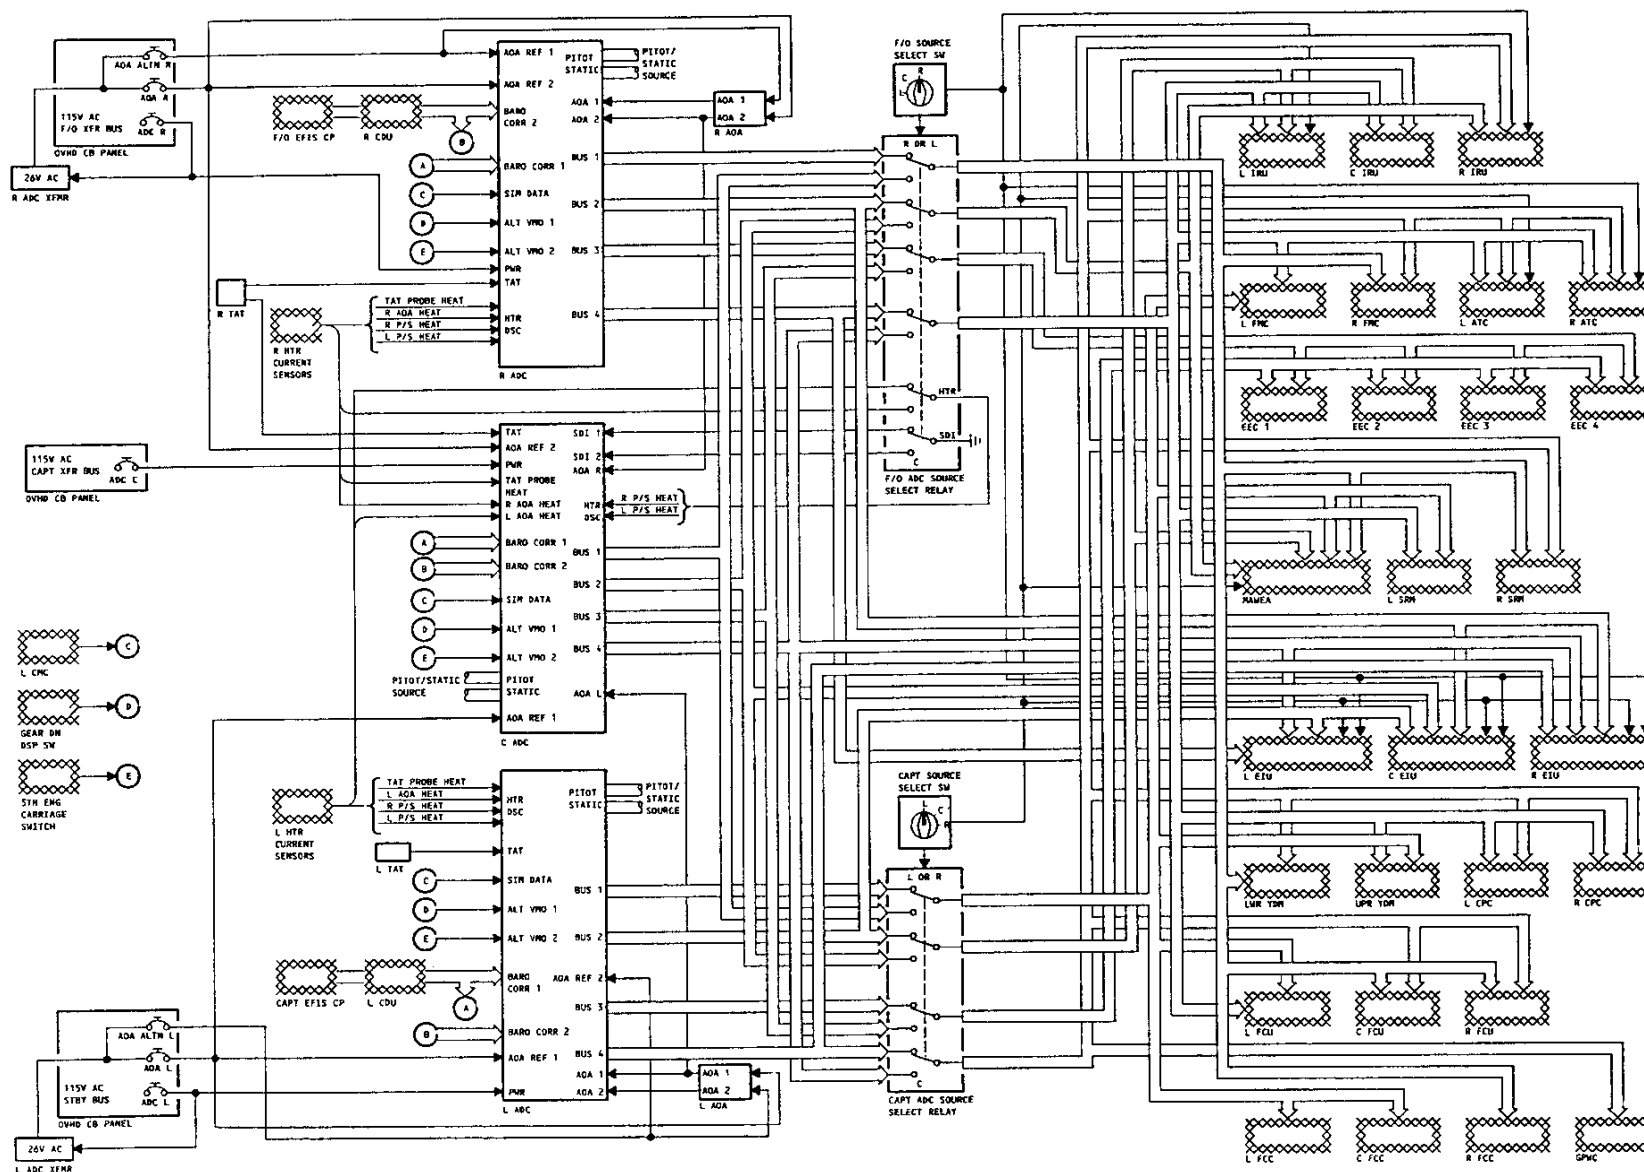 115V AC
F/O XFR BUS
AOA ALTN R
AOA R
ADC R
OVHD CB PANEL
26V AC
R ADC XFMR
F/O EFIS CP
R CDU
B
A
C
D
E
R TAT
R HTR
CURRENT
SENSORS
TAT PROBE HEAT
R AOA HEAT
R P/S HEAT
L P/S HEAT
AOA REF 1
AOA REF 2
BARO
CORR 2
BARO CORR 1
SIM DATA
ALT VMO 1
ALT VMO 2
PWR
TAT
HTR
DSC
PITOT
STATIC
AOA 1
AOA 2
BUS 1
BUS 2
BUS 3
BUS 4
R ADC
PITOT/
STATIC
SOURCE
AOA 1
AOA 2
R AOA
F/O SOURCE
SELECT SW
L
C
R
R OR L
HTR
SDI
C
F/O ADC SOURCE
SELECT RELAY
115V AC
CAPT XFR BUS
ADC C
OVHD CB PANEL
TAT
AOA REF 2
PWR
TAT PROBE
HEAT
R AOA HEAT
L AOA HEAT
BARO CORR 1
BARO CORR 2
SIM DATA
ALT VMO 1
ALT VMO 2
PITOT
STATIC
AOA REF 1
SDI 1
SDI 2
AOA R
HTR
DSC
BUS 1
BUS 2
BUS 3
BUS 4
AOA L
C ADC
R P/S HEAT
L P/S HEAT
A
B
C
D
E
PITOT/STATIC
SOURCE
L CMC
C
GEAR DN
DSP SW
D
5TH ENG
CARRIAGE
SWITCH
E
L HTR
CURRENT
SENSORS
TAT PROBE HEAT
L AOA HEAT
R P/S HEAT
L P/S HEAT
L TAT
C
D
E
CAPT EFIS CP
L CDU
A
B
HTR
DSC
TAT
SIM DATA
ALT VMO 1
ALT VMO 2
BARO
CORR 1
BARO CORR 2
AOA REF 1
PWR
PITOT
STATIC
BUS 1
BUS 2
AOA REF 2
BUS 3
BUS 4
AOA 1
AOA 2
L ADC
PITOT/
STATIC
SOURCE
AOA 1
AOA 2
L AOA
AOA ALTN L
AOA L
115V AC
STBY BUS
ADC L
OVHD CB PANEL
26V AC
L ADC XFMR
CAPT SOURCE
SELECT SW
L
C
R
L OR R
C
CAPT ADC SOURCE
SELECT RELAY
L IRU
C IRU
R IRU
L FMC
R FMC
L ATC
R ATC
EEC 1
EEC 2
EEC 3
EEC 4
MAWEA
L SRM
R SRM
L EIU
C EIU
R EIU
LWR YDM
UPR YDM
L CPC
R CPC
L FCU
C FCU
R FCU
L FCC
C FCC
R FCC
GPWC